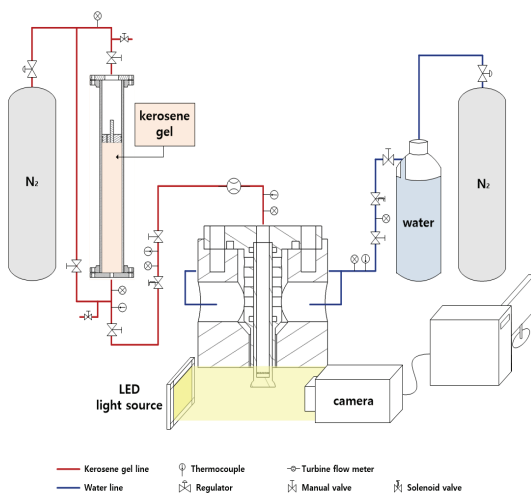 kerosene
gel
N2
water
N2
LED
light source
camera
Kerosene gel line
Thermocouple
Turbine flow meter
Water line
Regulator
Manual valve
Solenoid valve